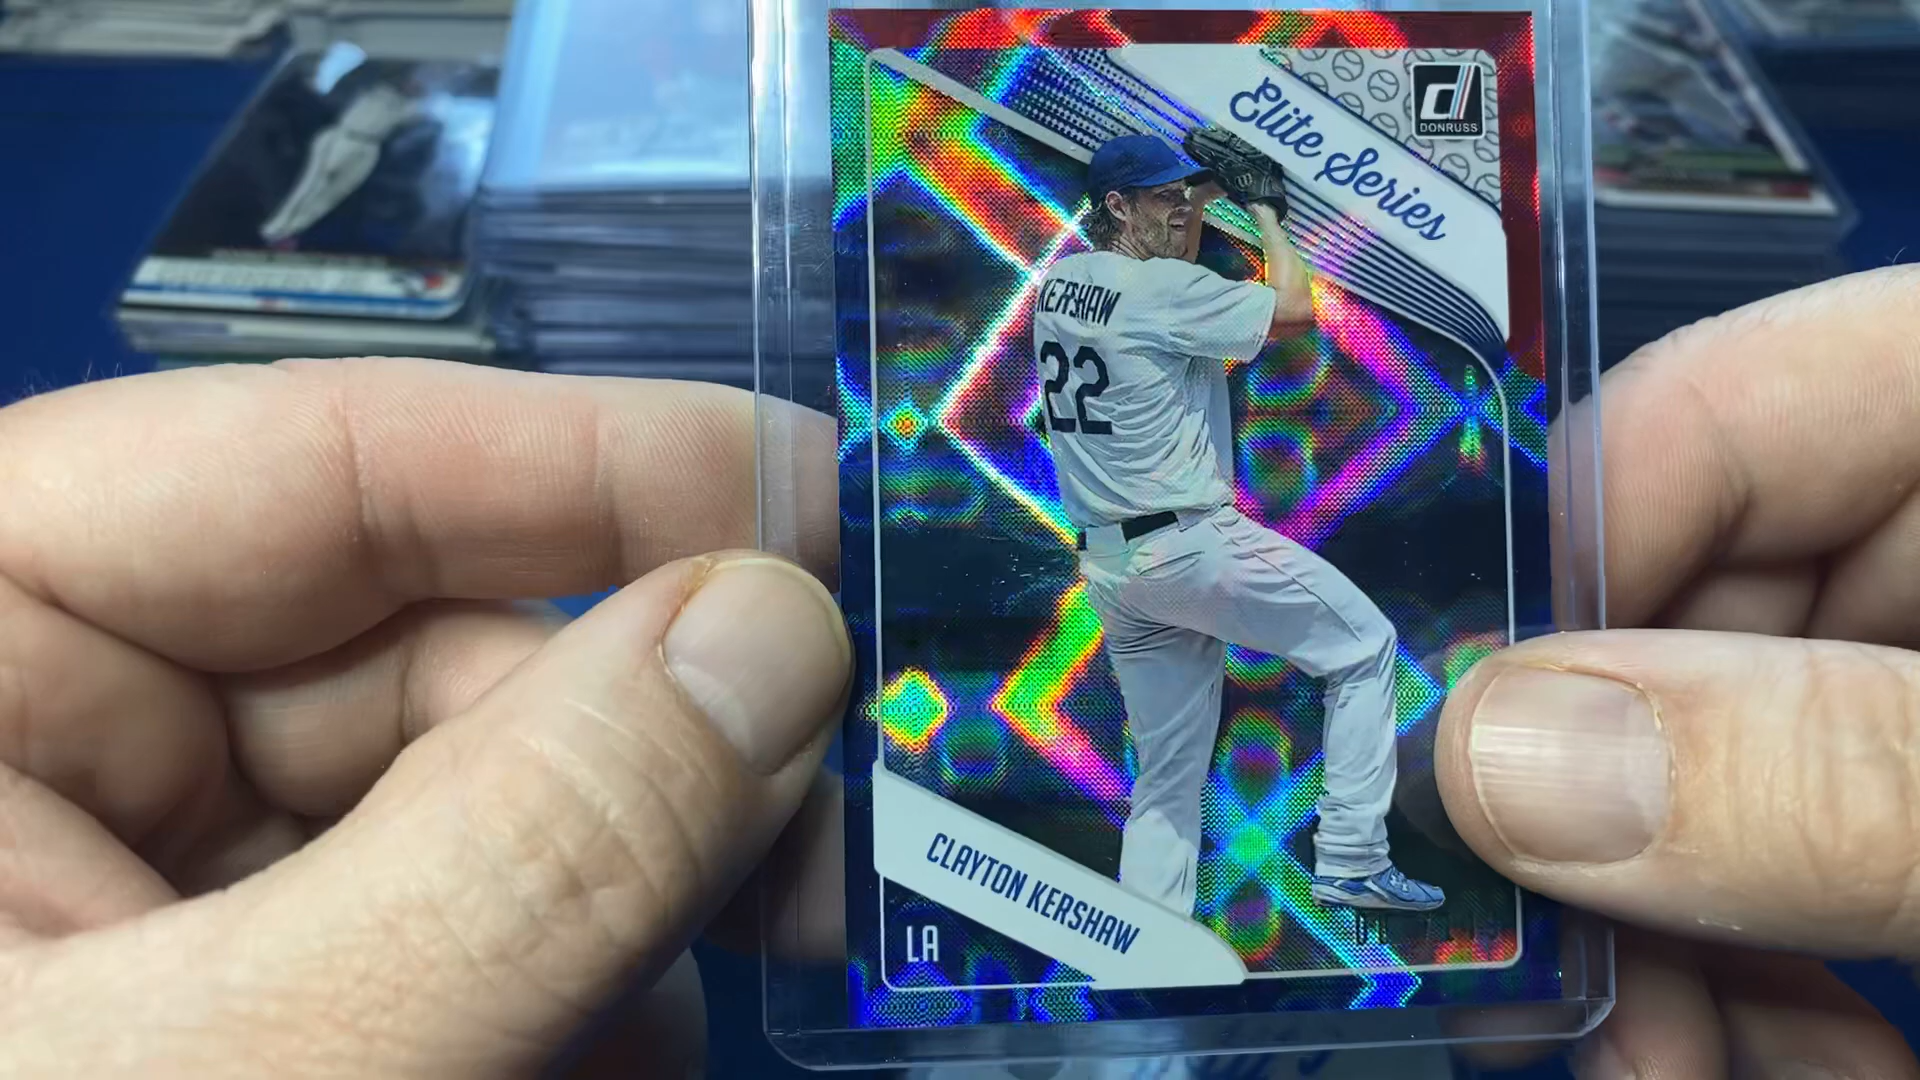 Elite Series
DONRUSS
KERSHAW
22
CLAYTON KERSHAW
LA